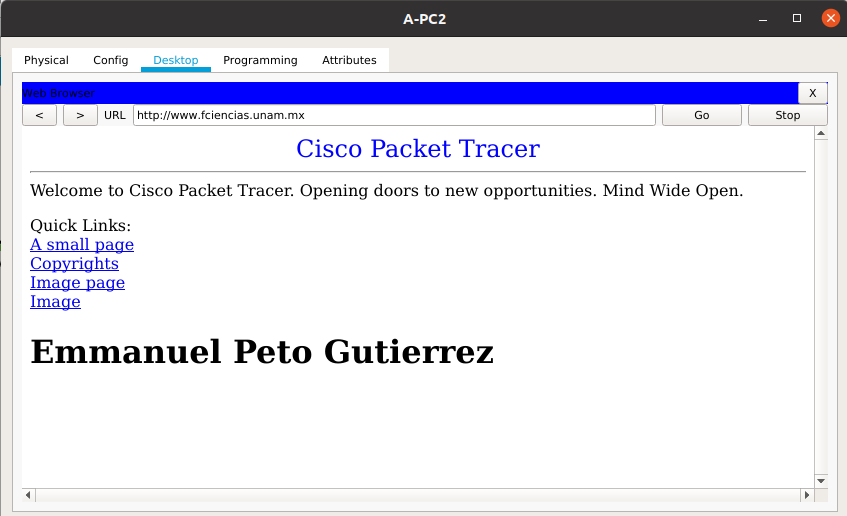 A-PC2
Physical Config Desktop Programming Attributes
Web Browser X
< > URL http://www.fciencias.unam.mx Go Stop
Cisco Packet Tracer
Welcome to Cisco Packet Tracer. Opening doors to new opportunities. Mind Wide Open.
Quick Links:
A small page
Copyrights
Image page
Image
Emmanuel Peto Gutierrez